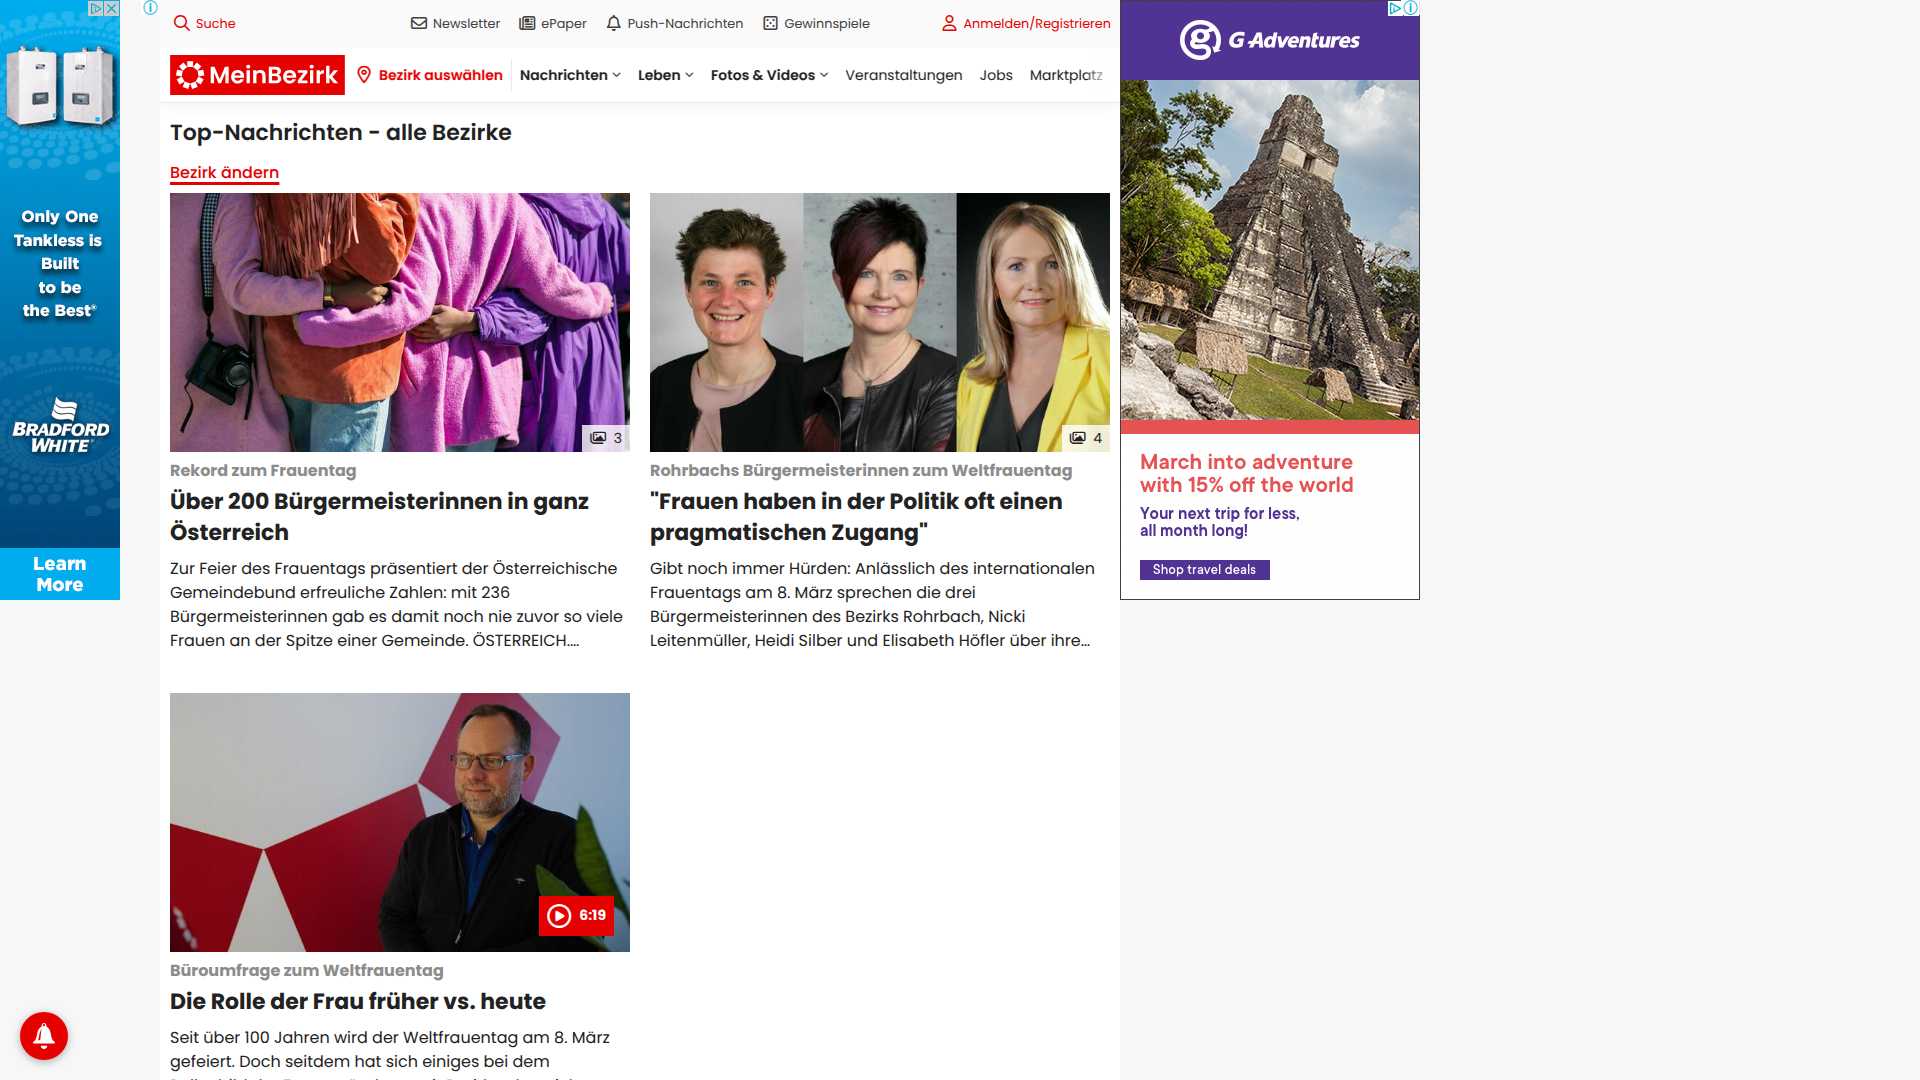 Suche
Newsletter
ePaper
Push-Nachrichten
Gewinnspiele
Anmelden/Registrieren
MeinBezirk
Bezirk auswählen
Nachrichten
Leben
Fotos & Videos
Veranstaltungen
Jobs
Marktplatz
Top-Nachrichten - alle Bezirke
Bezirk ändern
3
Rekord zum Frauentag
Über 200 Bürgermeisterinnen in ganz
Österreich
Zur Feier des Frauentags präsentiert der Österreichische
Gemeindebund erfreuliche Zahlen: mit 236
Bürgermeisterinnen gab es damit noch nie zuvor so viele
Frauen an der Spitze einer Gemeinde. ÖSTERREICH....
4
Rohrbachs Bürgermeisterinnen zum Weltfrauentag
"Frauen haben in der Politik oft einen
pragmatischen Zugang"
Gibt noch immer Hürden: Anlässlich des internationalen
Frauentags am 8. März sprechen die drei
Bürgermeisterinnen des Bezirks Rohrbach, Nicki
Leitenmüller, Heidi Silber und Elisabeth Höfler über ihre...
6:19
Büroumfrage zum Weltfrauentag
Die Rolle der Frau früher vs. heute
Seit über 100 Jahren wird der Weltfrauentag am 8. März
gefeiert. Doch seitdem hat sich einiges bei dem
Only One
Tankless is
Built
to be
the Best*
BRADFORD
WHITE
Learn
More
G Adventures
March into adventure
with 15% off the world
Your next trip for less,
all month long!
Shop travel deals